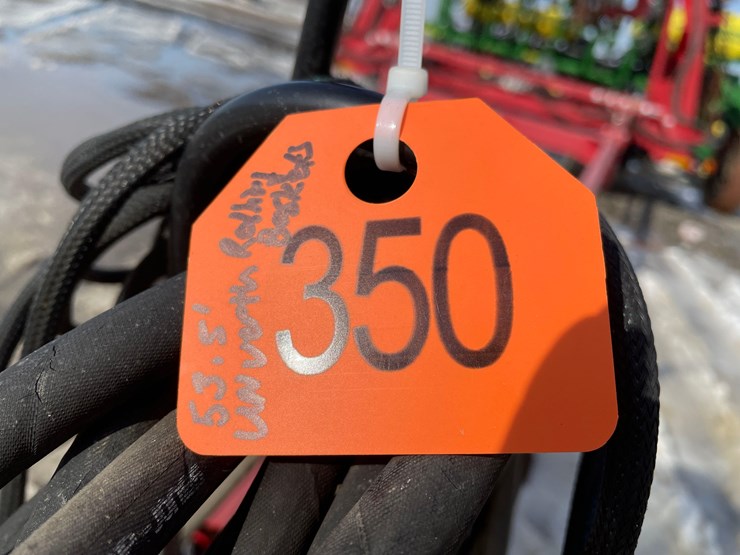 350
53.5'
Unverferth Rolling
Baskets